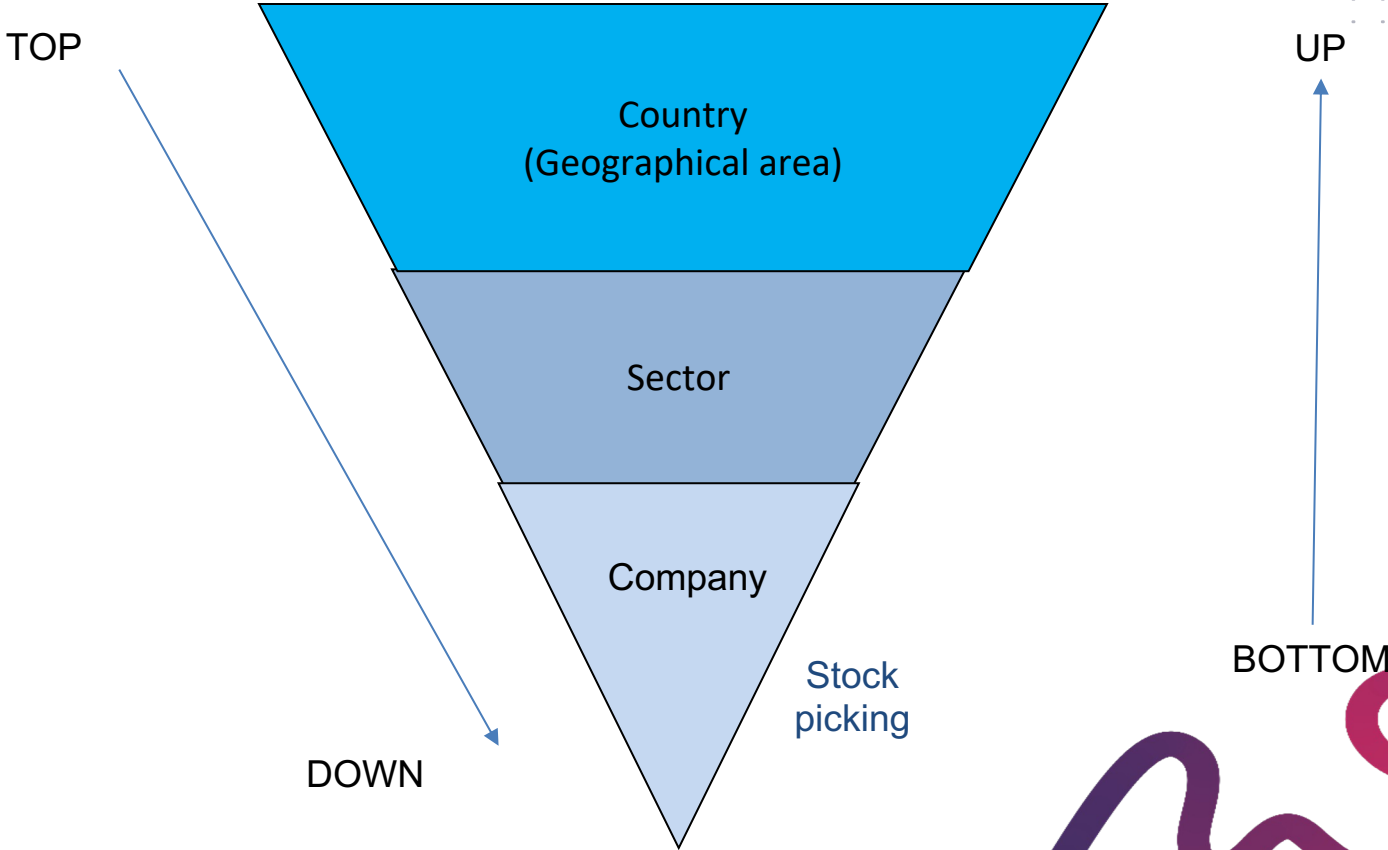 TOP
UP
Country
(Geographical area)
Sector
Company
Stock
picking
BOTTOM
DOWN